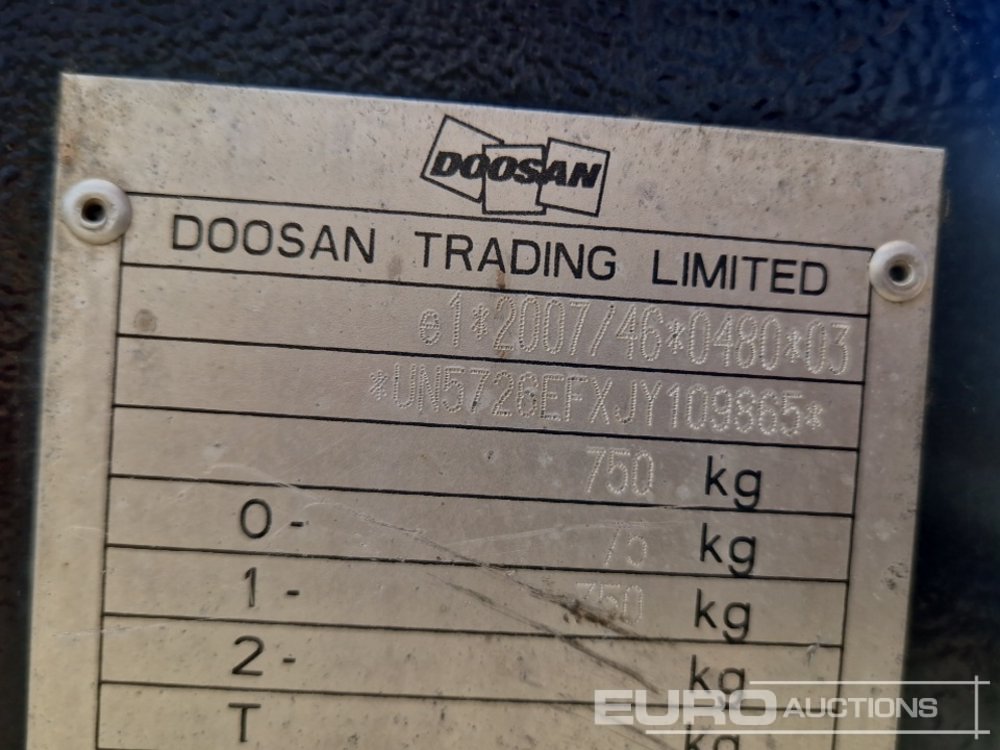 DOOSAN
DOOSAN TRADING LIMITED
e1*2007/46*0480*03
*UN5726EFXJY109865*
750 kg
0- 75 kg
1- 750 kg
2- kg
T kg
EURO AUCTIONS